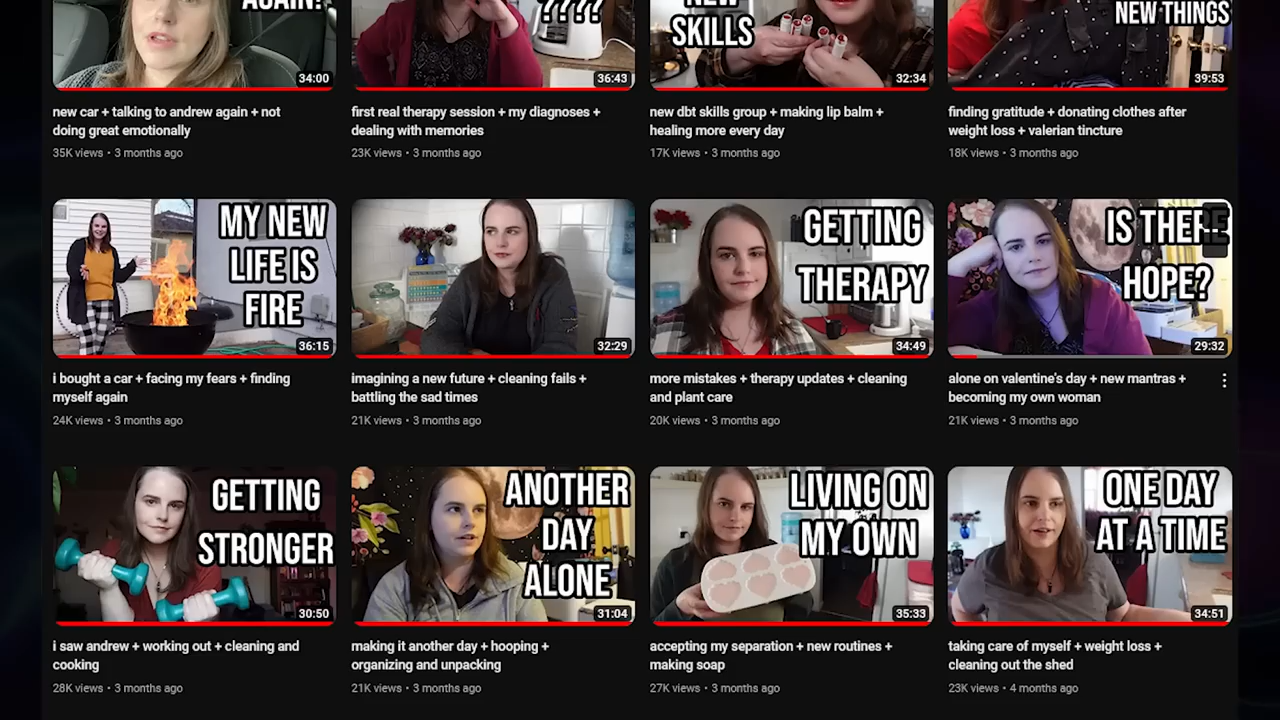 AGAIN?
????
NEW
SKILLS
NEW THINGS
34:00
36:43
32:34
39:53
new car + talking to andrew again + not
doing great emotionally
35K views • 3 months ago
first real therapy session + my diagnoses +
dealing with memories
23K views • 3 months ago
new dbt skills group + making lip balm +
healing more every day
17K views • 3 months ago
finding gratitude + donating clothes after
weight loss + valerian tincture
18K views • 3 months ago
MY NEW
LIFE IS
FIRE
36:15
32:29
GETTING
THERAPY
34:49
IS THERE
HOPE?
29:32
i bought a car + facing my fears + finding
myself again
24K views • 3 months ago
imagining a new future + cleaning fails +
battling the sad times
21K views • 3 months ago
more mistakes + therapy updates + cleaning
and plant care
20K views • 3 months ago
alone on valentine's day + new mantras +
becoming my own woman
21K views • 3 months ago
GETTING
STRONGER
30:50
ANOTHER
DAY
ALONE
31:04
LIVING ON
MY OWN
35:33
ONE DAY
AT A TIME
34:51
i saw andrew + working out + cleaning and
cooking
28K views • 3 months ago
making it another day + hooping +
organizing and unpacking
21K views • 3 months ago
accepting my separation + new routines +
making soap
27K views • 3 months ago
taking care of myself + weight loss +
cleaning out the shed
23K views • 4 months ago